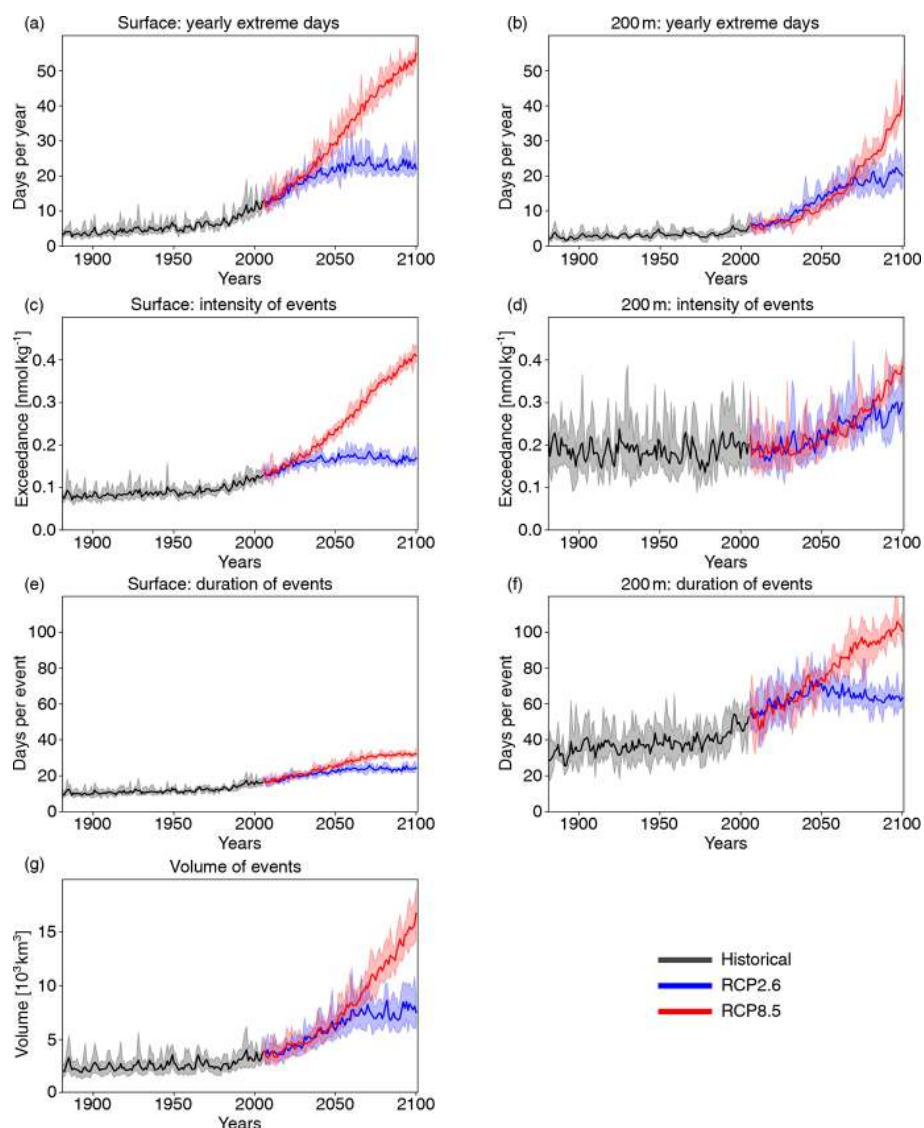 (a) Surface: yearly extreme days
Days per year
50
40
30
20
10
0
1900 1950 2000 2050 2100
Years
(b) 200 m: yearly extreme days
Days per year
50
40
30
20
10
0
1900 1950 2000 2050 2100
Years
(c) Surface: intensity of events
Exceedance [nmol kg⁻¹]
0.4
0.3
0.2
0.1
0.0
1900 1950 2000 2050 2100
Years
(d) 200 m: intensity of events
Exceedance [nmol kg⁻¹]
0.4
0.3
0.2
0.1
0.0
1900 1950 2000 2050 2100
Years
(e) Surface: duration of events
Days per event
100
80
60
40
20
0
1900 1950 2000 2050 2100
Years
(f) 200 m: duration of events
Days per event
100
80
60
40
20
0
1900 1950 2000 2050 2100
Years
(g) Volume of events
Volume [10³ km³]
15
10
5
0
1900 1950 2000 2050 2100
Years
Historical
RCP2.6
RCP8.5